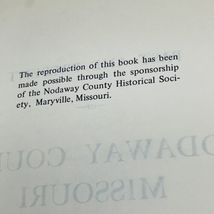 The reproduction of this book has been
made possible through the sponsorship
of the Nodaway County Historical Soci-
ety, Maryville, Missouri.